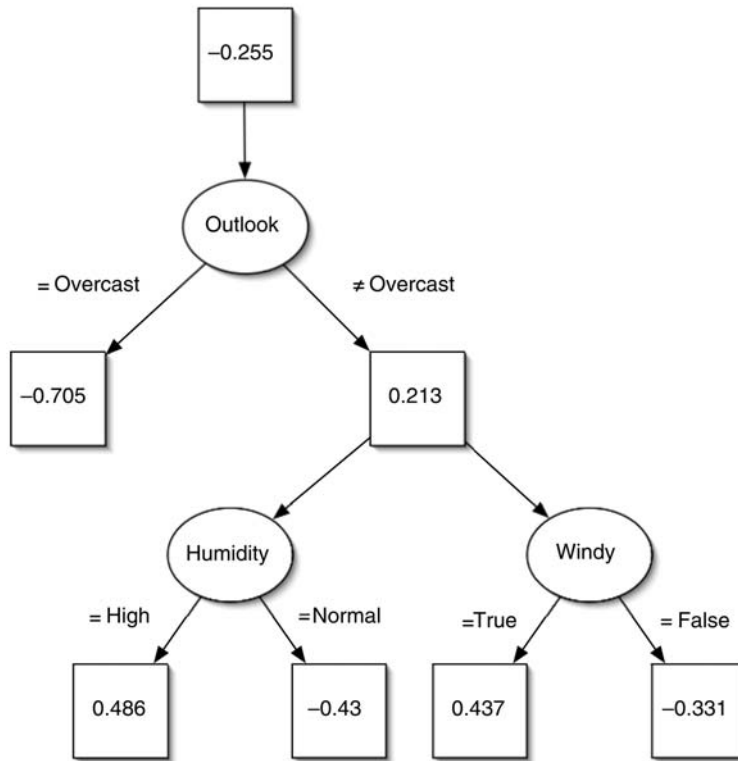 −0.255
Outlook
= Overcast
≠ Overcast
−0.705
0.213
Humidity
Windy
= High
=Normal
=True
= False
0.486
−0.43
0.437
−0.331